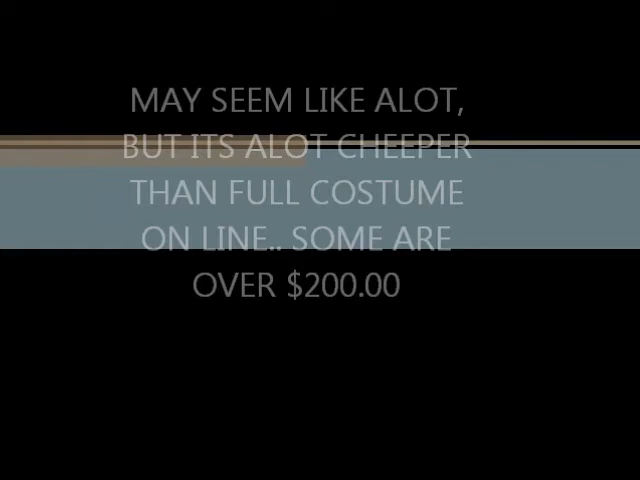 MAY SEEM LIKE ALOT,
BUT ITS ALOT CHEEPER
THAN FULL COSTUME
ON LINE.. SOME ARE
OVER $200.00